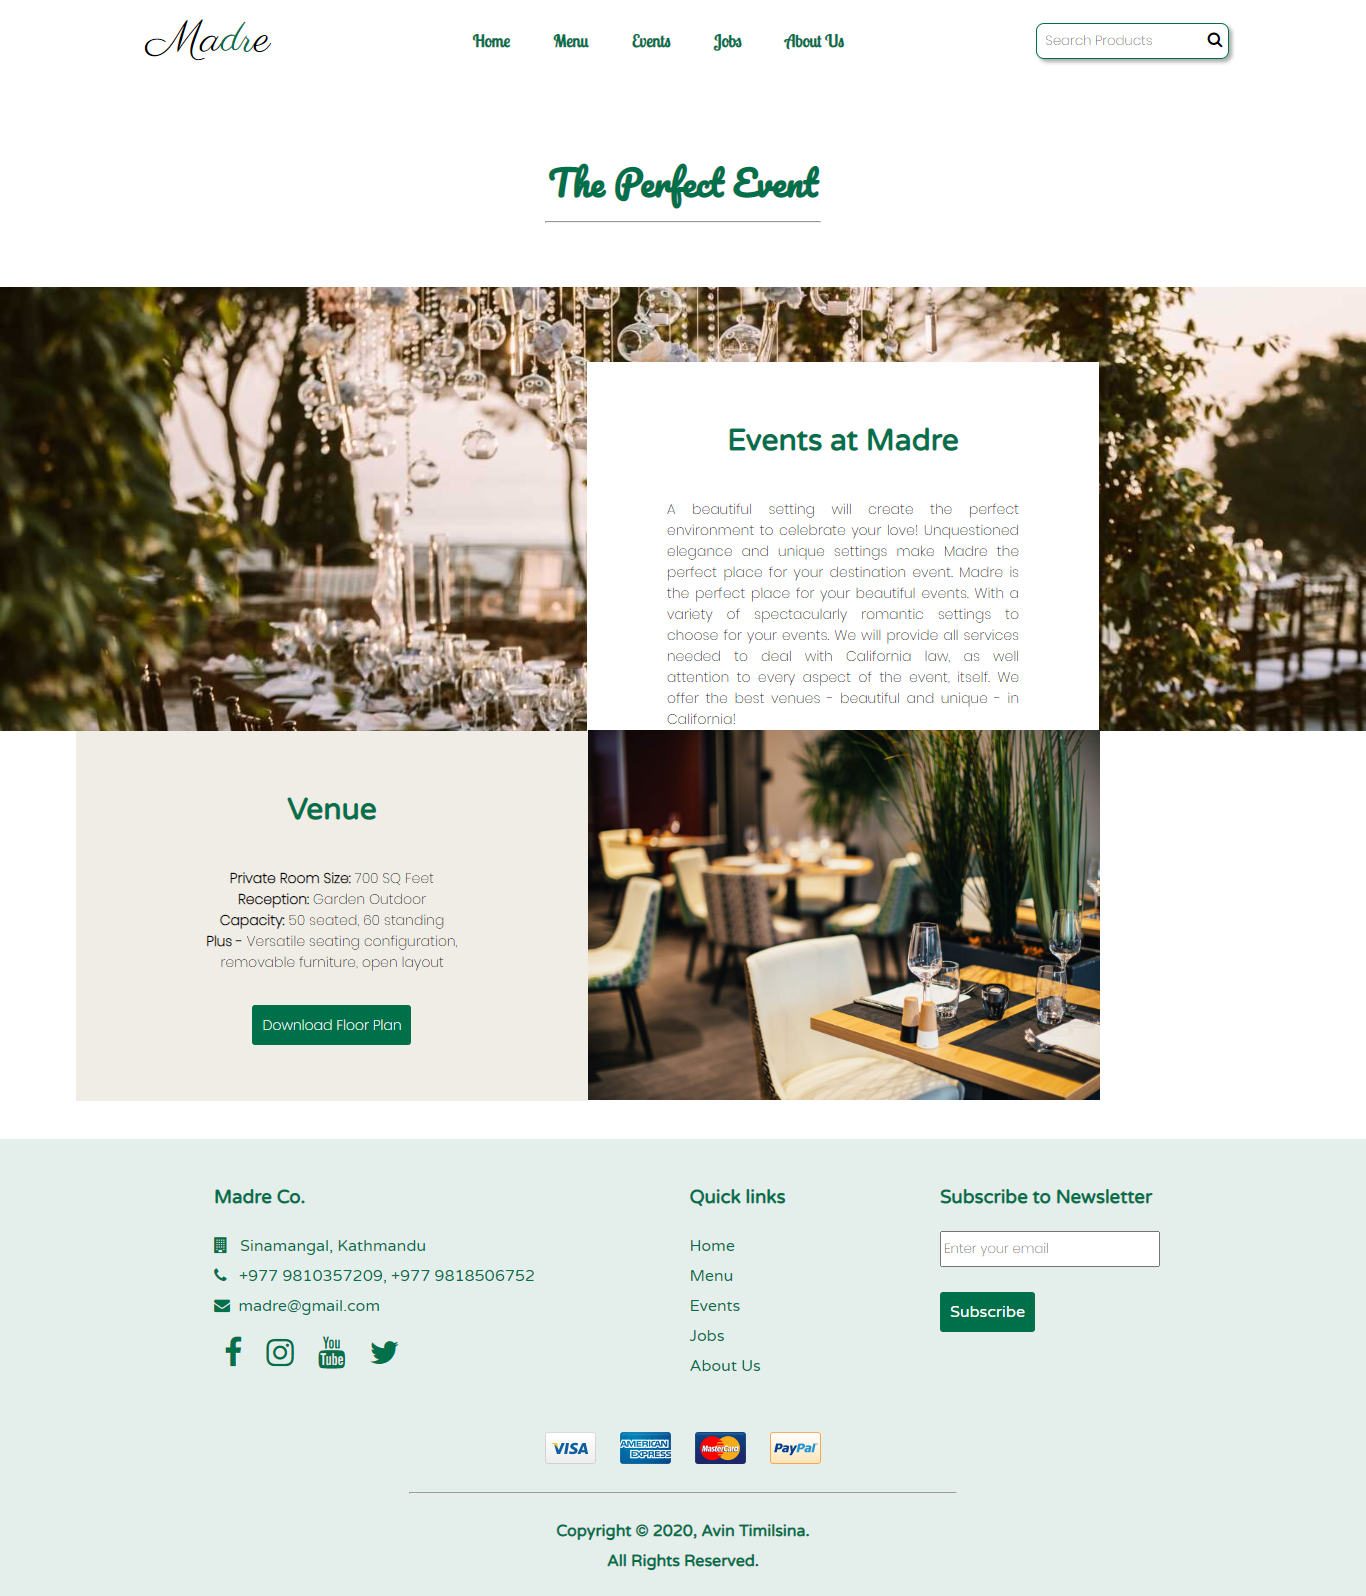 Madre
Home Menu Events Jobs About Us
Search Products
The Perfect Event
Events at Madre
A beautiful setting will create the perfect
environment to celebrate your love! Unquestioned
elegance and unique settings make Madre the
perfect place for your destination event. Madre is
the perfect place for your beautiful events. With a
variety of spectacularly romantic settings to
choose for your events. We will provide all services
needed to deal with California law, as well
attention to every aspect of the event, itself. We
offer the best venues - beautiful and unique - in
California!
Venue
Private Room Size: 700 SQ Feet
Reception: Garden Outdoor
Capacity: 50 seated, 60 standing
Plus - Versatile seating configuration,
removable furniture, open layout
Download Floor Plan
Madre Co.
Sinamangal, Kathmandu
+977 9810357209, +977 9818506752
madre@gmail.com
You
Tube
Quick links
Home
Menu
Events
Jobs
About Us
Subscribe to Newsletter
Enter your email
Subscribe
VISA
AMERICAN
EXPRESS
MasterCard
PayPal
Copyright © 2020, Avin Timilsina.
All Rights Reserved.